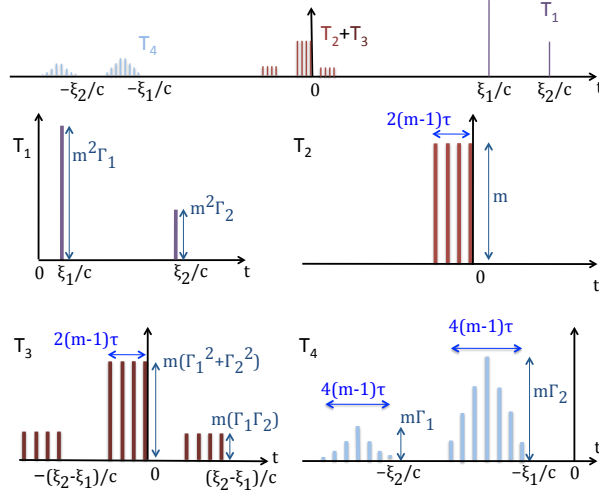 T₄
T₂+T₃
T₁
−ξ₂/c
−ξ₁/c
0
ξ₁/c
ξ₂/c
t
T₁
m²Γ₁
m²Γ₂
0
ξ₁/c
ξ₂/c
t
T₂
2(m-1)τ
m
0
t
T₃
2(m-1)τ
m(Γ₁²+Γ₂²)
m(Γ₁Γ₂)
−(ξ₂-ξ₁)/c
0
(ξ₂-ξ₁)/c
t
T₄
4(m-1)τ
4(m-1)τ
mΓ₁
mΓ₂
−ξ₂/c
−ξ₁/c
0
t